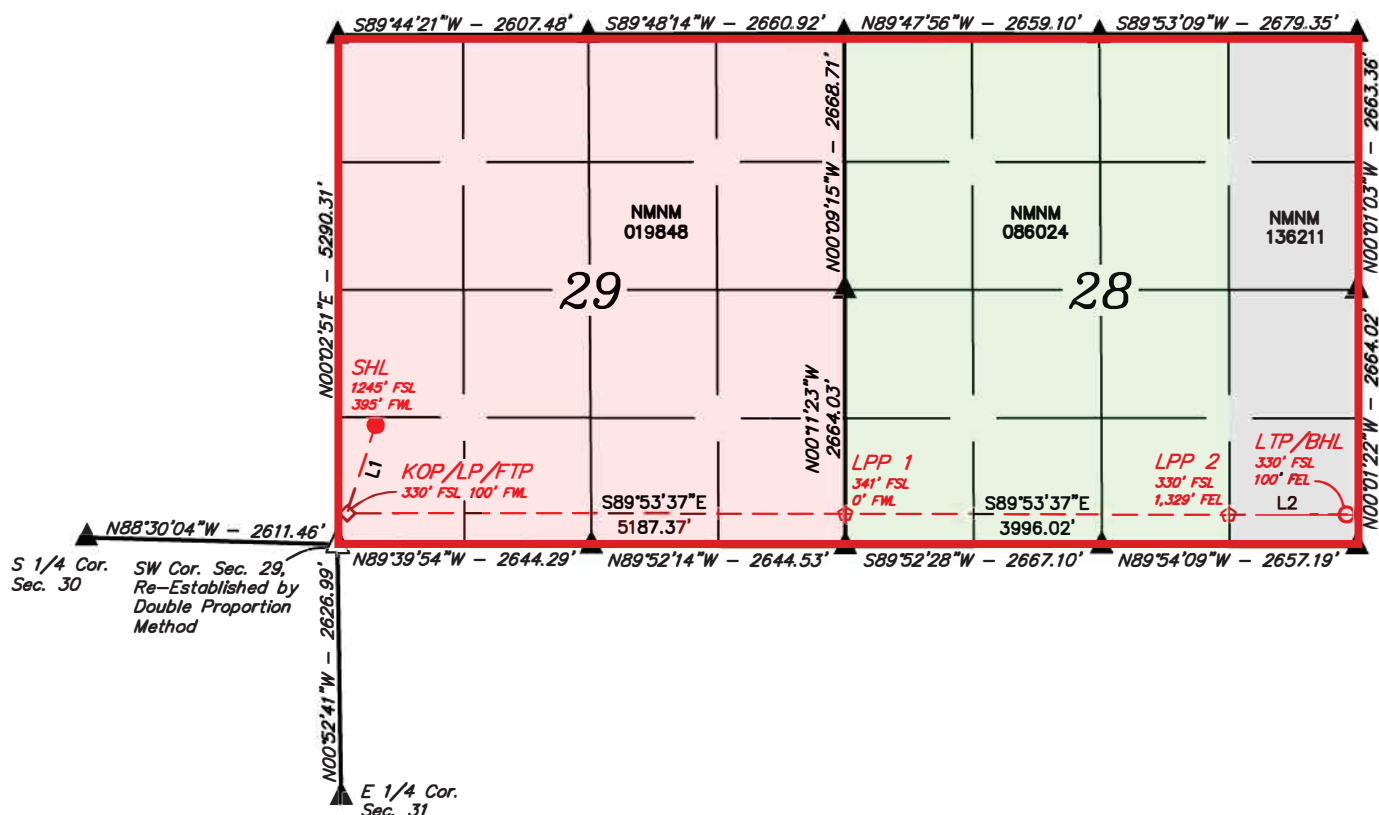 S89°44'21"W - 2607.48'
S89°48'14"W - 2660.92'
N89°47'56"W - 2659.10'
S89°53'09"W - 2679.35'
N00°02'51"E - 5290.31'
N00°09'15"W - 2668.71'
N00°01'03"W - 2663.36'
NMNM
019848
NMNM
086024
NMNM
136211
29
28
SHL
1245' FSL
395' FWL
L1
KOP/LP/FTP
330' FSL 100' FWL
N00°11'23"W
2664.03'
N00°01'22"W - 2664.02'
LPP 1
341' FSL
0' FWL
LPP 2
330' FSL
1,329' FEL
LTP/BHL
330' FSL
100' FEL
S89°53'37"E
5187.37'
S89°53'37"E
3996.02'
L2
N88°30'04"W - 2611.46'
N89°39'54"W - 2644.29'
N89°52'14"W - 2644.53'
S89°52'28"W - 2667.10'
N89°54'09"W - 2657.19'
S 1/4 Cor.
Sec. 30
SW Cor. Sec. 29,
Re-Established by
Double Proportion
Method
N00°52'41"W - 2626.99'
E 1/4 Cor.
Sec. 31